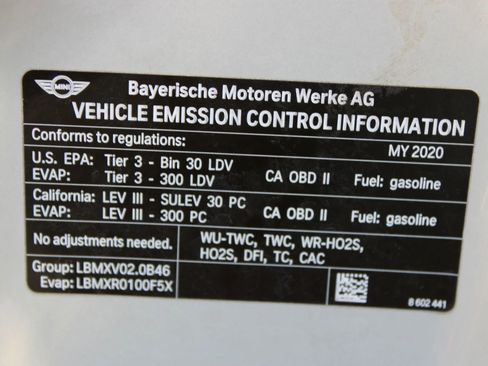 MINI
Bayerische Motoren Werke AG
VEHICLE EMISSION CONTROL INFORMATION
Conforms to regulations: MY 2020
U.S. EPA: Tier 3 - Bin 30 LDV
EVAP: Tier 3 - 300 LDV CA OBD II Fuel: gasoline
California: LEV III - SULEV 30 PC
EVAP: LEV III - 300 PC CA OBD II Fuel: gasoline
No adjustments needed. WU-TWC, TWC, WR-HO2S,
HO2S, DFI, TC, CAC
Group: LBMXV02.0B46
Evap: LBMXR0100F5X
8 602 441